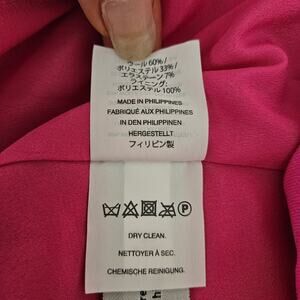 ウール 60%/
ポリエステル 33%/
エラステーン 7%
ライニング:
ポリエステル 100%
MADE IN PHILIPPINES
FABRIQUÉ AUX PHILIPPINES
IN DEN PHILIPPINEN
HERGESTELLT
フィリピン製
P
DRY CLEAN.
NETTOYER À SEC.
CHEMISCHE REINIGUNG.
re
h